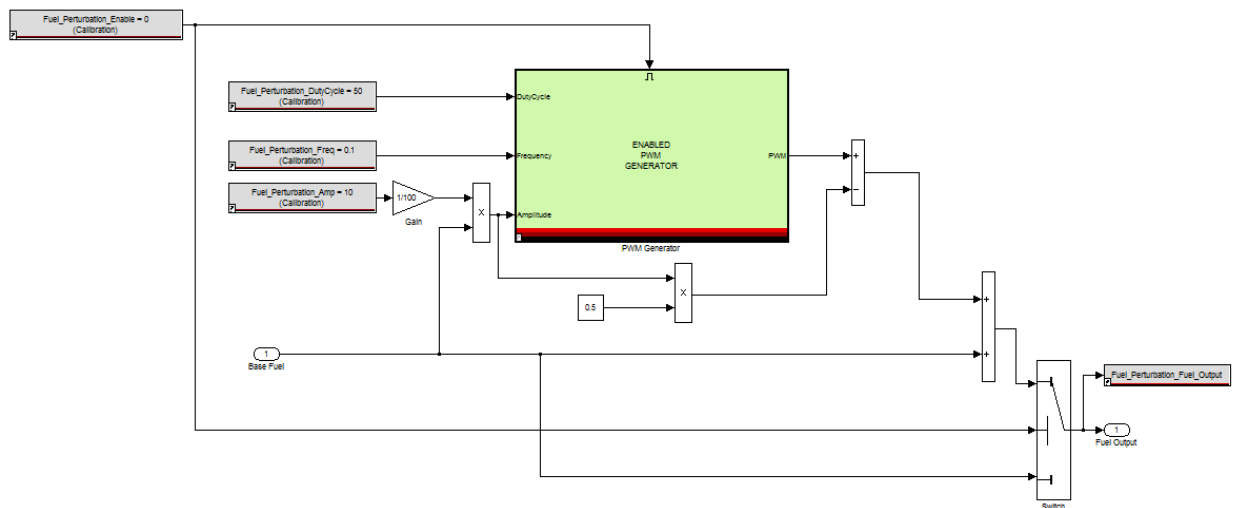 Fuel_Perturbation_Enable = 0
(Calibration)
Fuel_Perturbation_DutyCycle = 50
(Calibration)
DutyCycle
Fuel_Perturbation_Freq = 0.1
(Calibration)
Frequency
ENABLED
PWM
GENERATOR
PWM
+
−
Fuel_Perturbation_Amp = 10
(Calibration)
1/100
Gain
X
Amplitude
PWM Generator
X
0.5
+
+
1
Base Fuel
Fuel_Perturbation_Fuel_Output
1
Fuel Output
Switch